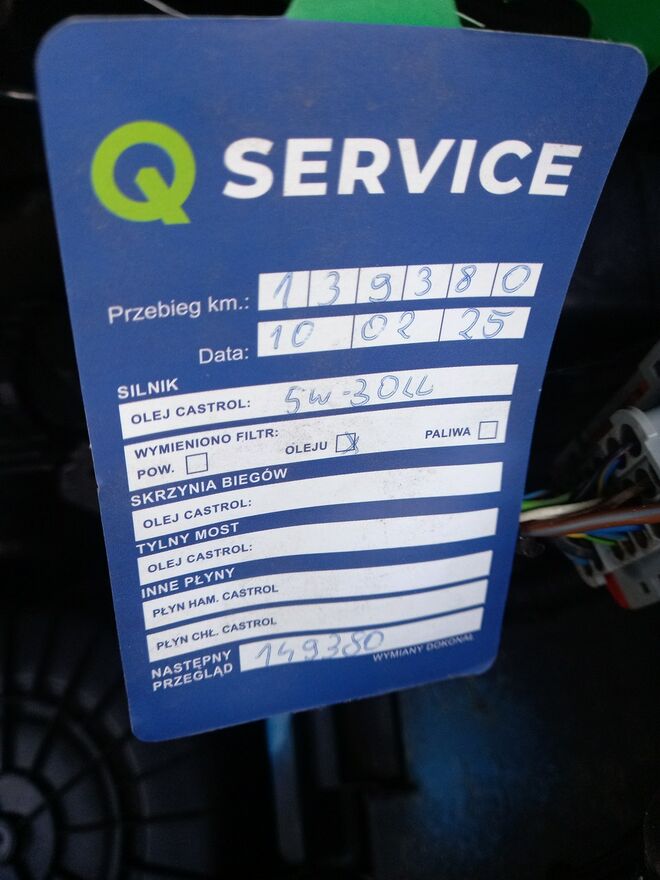 Q SERVICE
Przebieg km.: 139380
Data: 10 02 25
SILNIK
OLEJ CASTROL: 5W-30LL
WYMIENIONO FILTR:
POW. OLEJU PALIWA
SKRZYNIA BIEGÓW
OLEJ CASTROL:
TYLNY MOST
OLEJ CASTROL:
INNE PŁYNY
PŁYN HAM. CASTROL
PŁYN CHŁ. CASTROL
NASTĘPNY PRZEGLĄD 149380
WYMIANY DOKONAŁ